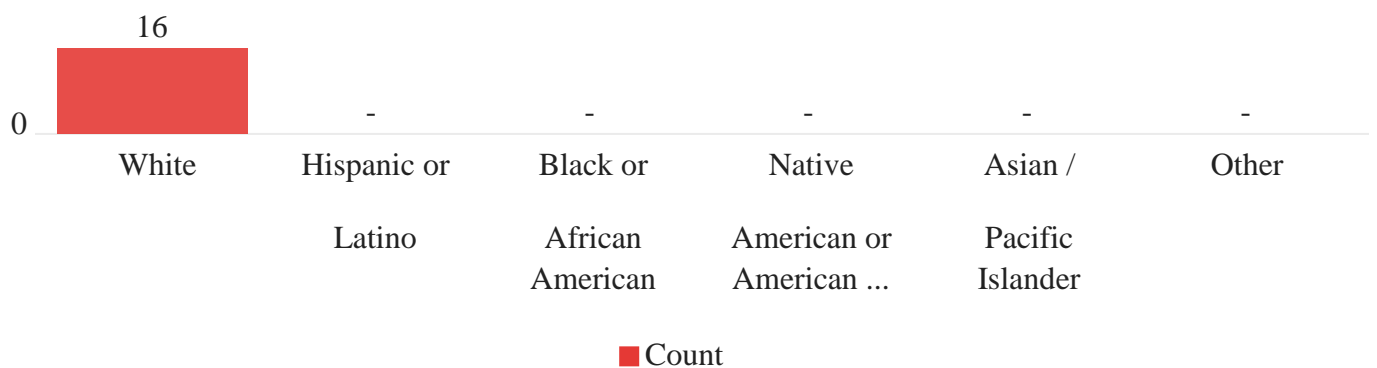 16
0 - - - - -
White Hispanic or Black or Native Asian / Other
Latino African American or Pacific
American American ... Islander
Count